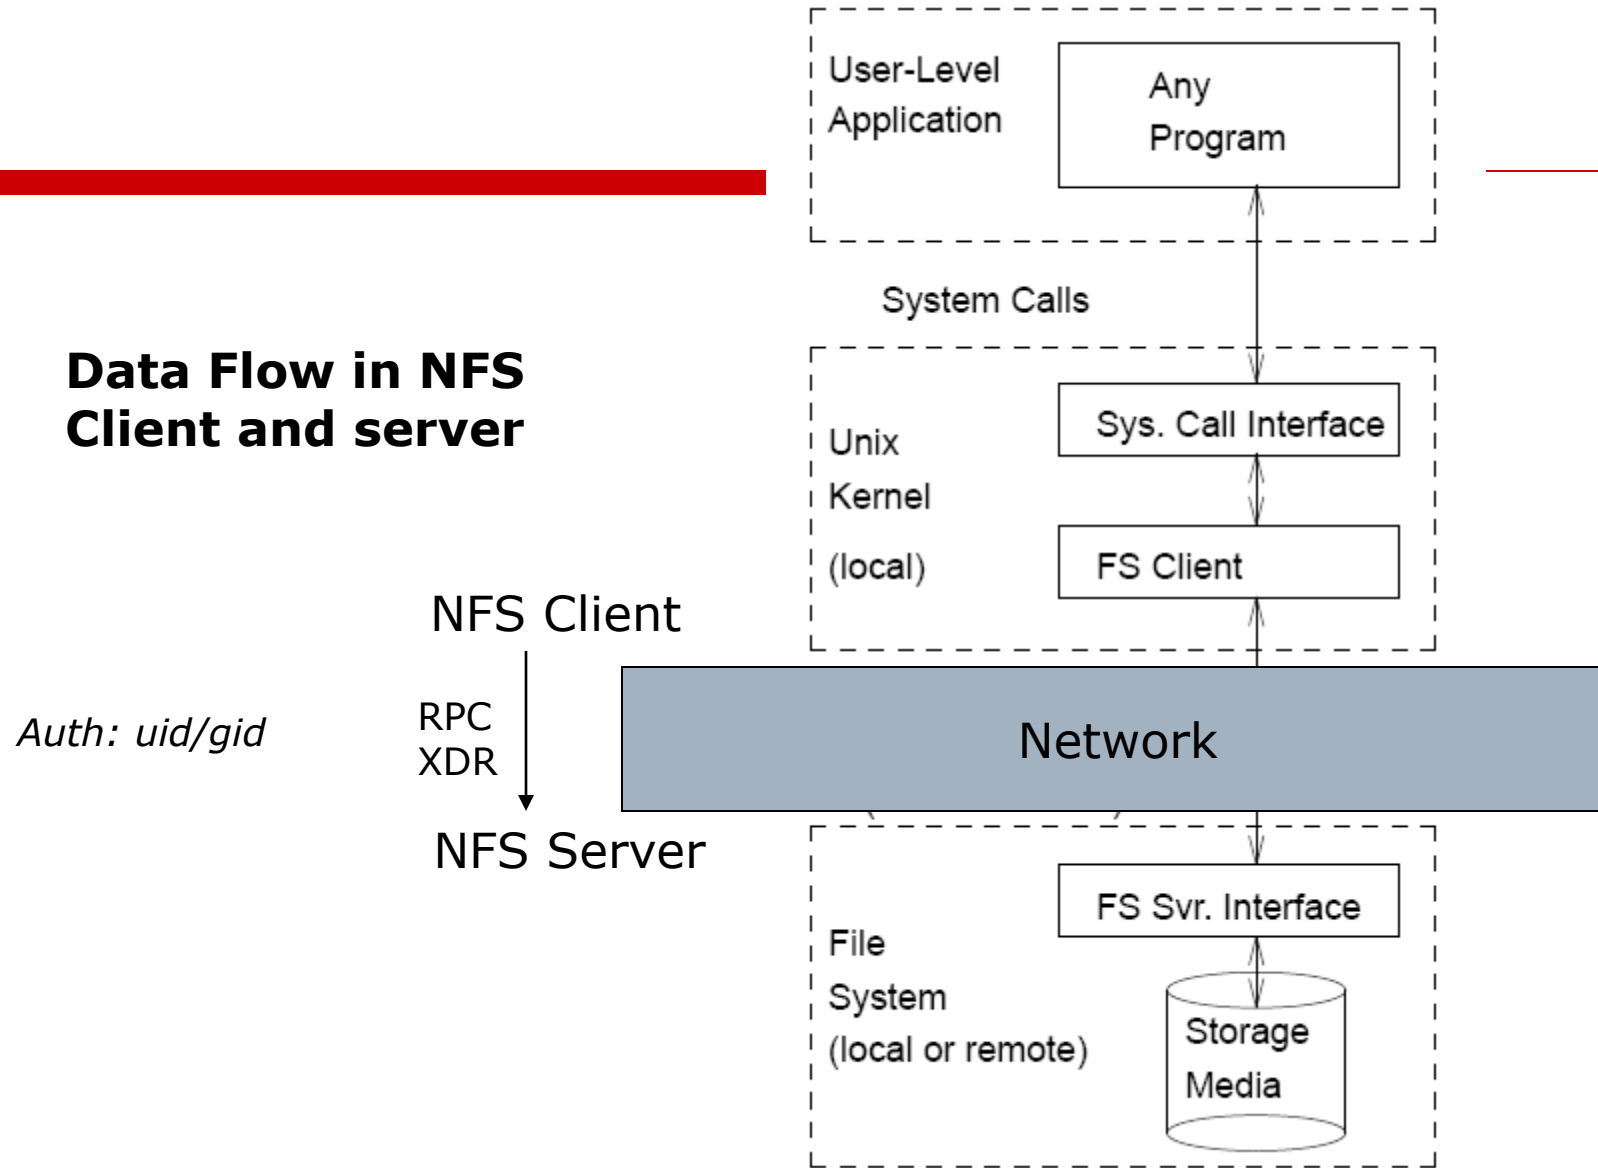 User-Level
Application
Any
Program
System Calls
Data Flow in NFS
Client and server
Unix
Kernel
(local)
Sys. Call Interface
FS Client
NFS Client
Auth: uid/gid
RPC
XDR
Network
NFS Server
FS Svr. Interface
File
System
(local or remote)
Storage
Media